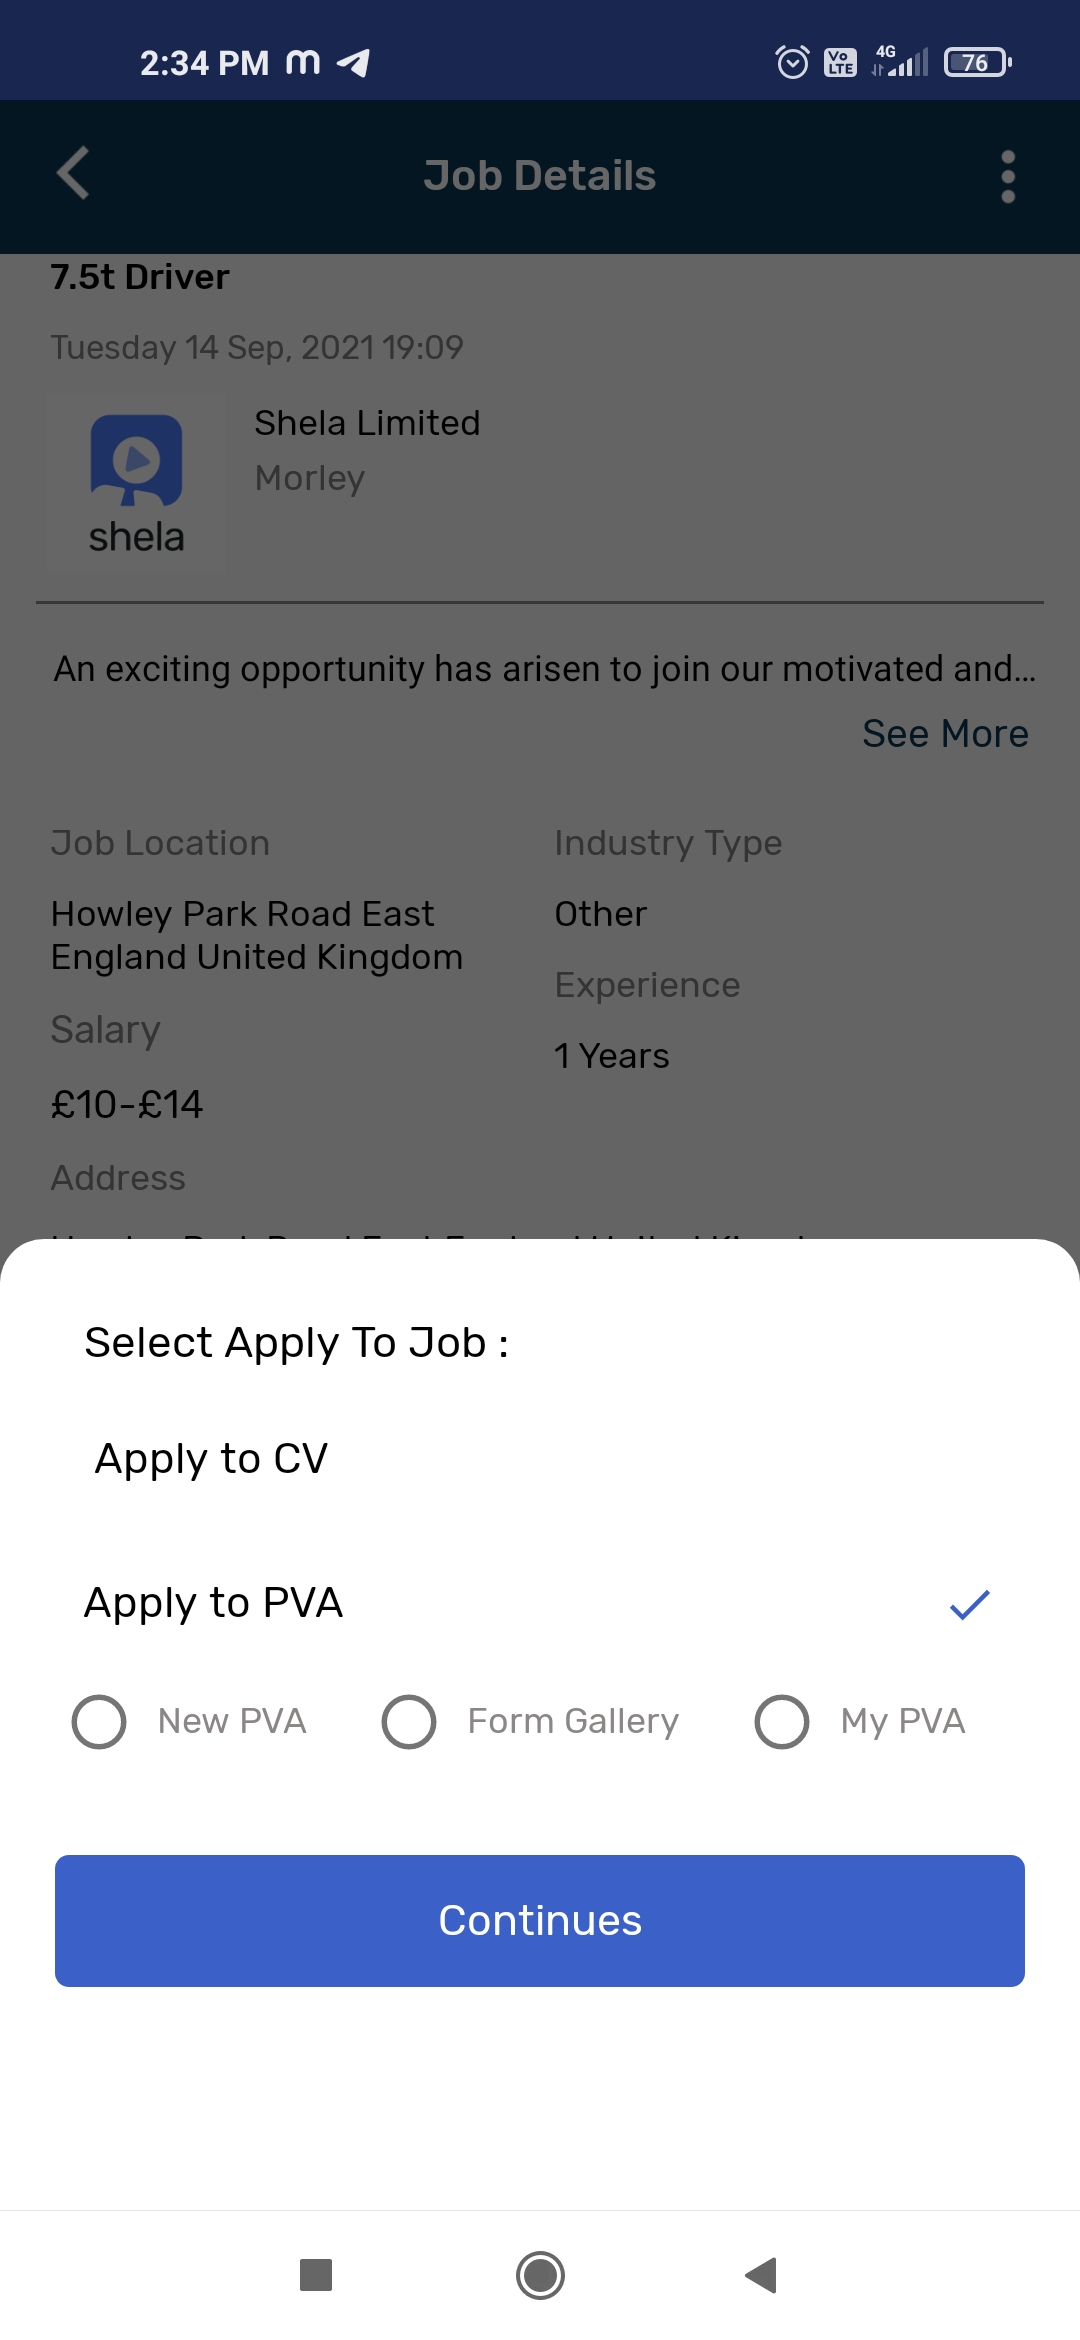 2:34 PM
Vo LTE
4G
76
Job Details
7.5t Driver
Tuesday 14 Sep, 2021 19:09
Shela Limited
Morley
shela
An exciting opportunity has arisen to join our motivated and...
See More
Job Location
Industry Type
Howley Park Road East
England United Kingdom
Other
Experience
Salary
1 Years
£10-£14
Address
Select Apply To Job :
Apply to CV
Apply to PVA
New PVA
Form Gallery
My PVA
Continues